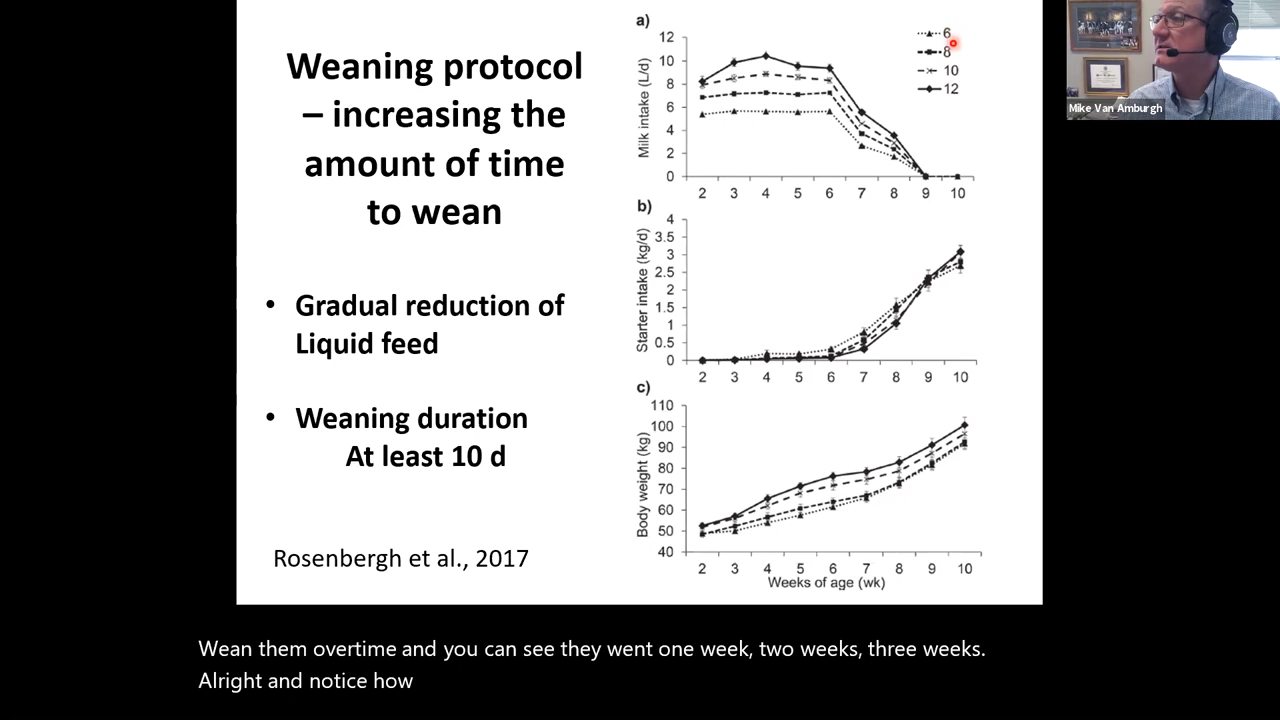 Weaning protocol
– increasing the
amount of time
to wean
• Gradual reduction of
Liquid feed
• Weaning duration
At least 10 d
Rosenbergh et al., 2017
a)
12
10
8
6
4
2
0
Milk intake (L/d)
6
8
10
12
2 3 4 5 6 7 8 9 10
b)
4
3.5
3
2.5
2
1.5
1
0.5
0
Starter intake (kg/d)
2 3 4 5 6 7 8 9 10
c)
110
100
90
80
70
60
50
40
Body weight (kg)
2 3 4 5 6 7 8 9 10
Weeks of age (wk)
Mike Van Amburgh
Wean them overtime and you can see they went one week, two weeks, three weeks.
Alright and notice how